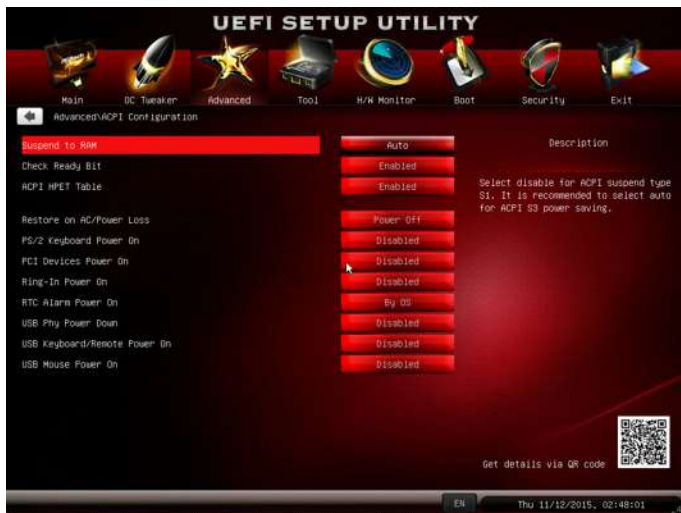 UEFI SETUP UTILITY
Main OC Tweaker Advanced Tool H/W Monitor Boot Security Exit
Advanced\ACPI Configuration
Description
Suspend to RAM Auto
Check Ready Bit Enabled
ACPI HPET Table Enabled
Select disable for ACPI suspend type
S1. It is recommended to select auto
for ACPI S3 power saving.
Restore on AC/Power Loss Power Off
PS/2 Keyboard Power On Disabled
PCI Devices Power On Disabled
Ring-In Power On Disabled
RTC Alarm Power On By OS
USB Phy Power Down Disabled
USB Keyboard/Remote Power On Disabled
USB Mouse Power On Disabled
Get details via QR code
EN Thu 11/12/2015, 02:48:01